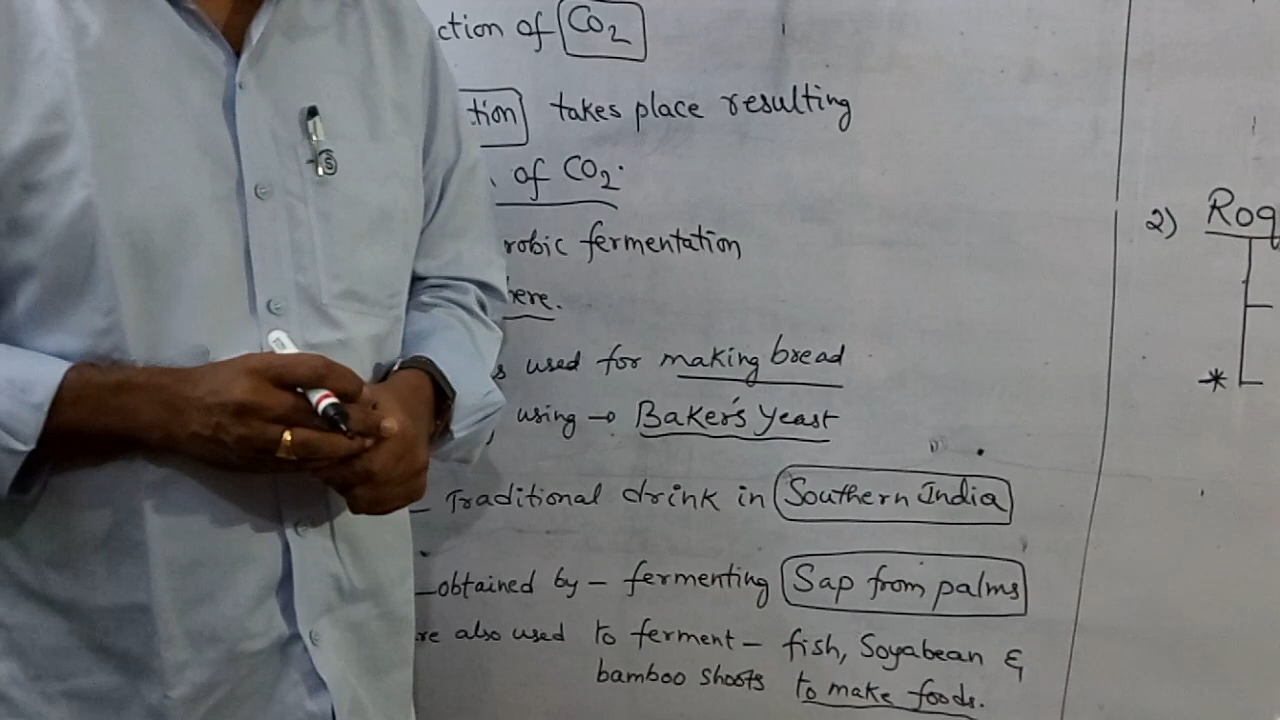 ction of CO2
tion takes place resulting
of CO2.
robic fermentation
here.
s used for making bread
using → Baker's yeast
Traditional drink in Southern India
obtained by - fermenting Sap from palms
re also used to ferment - fish, Soyabean &
bamboo shoots to make foods.
2) Roq
*